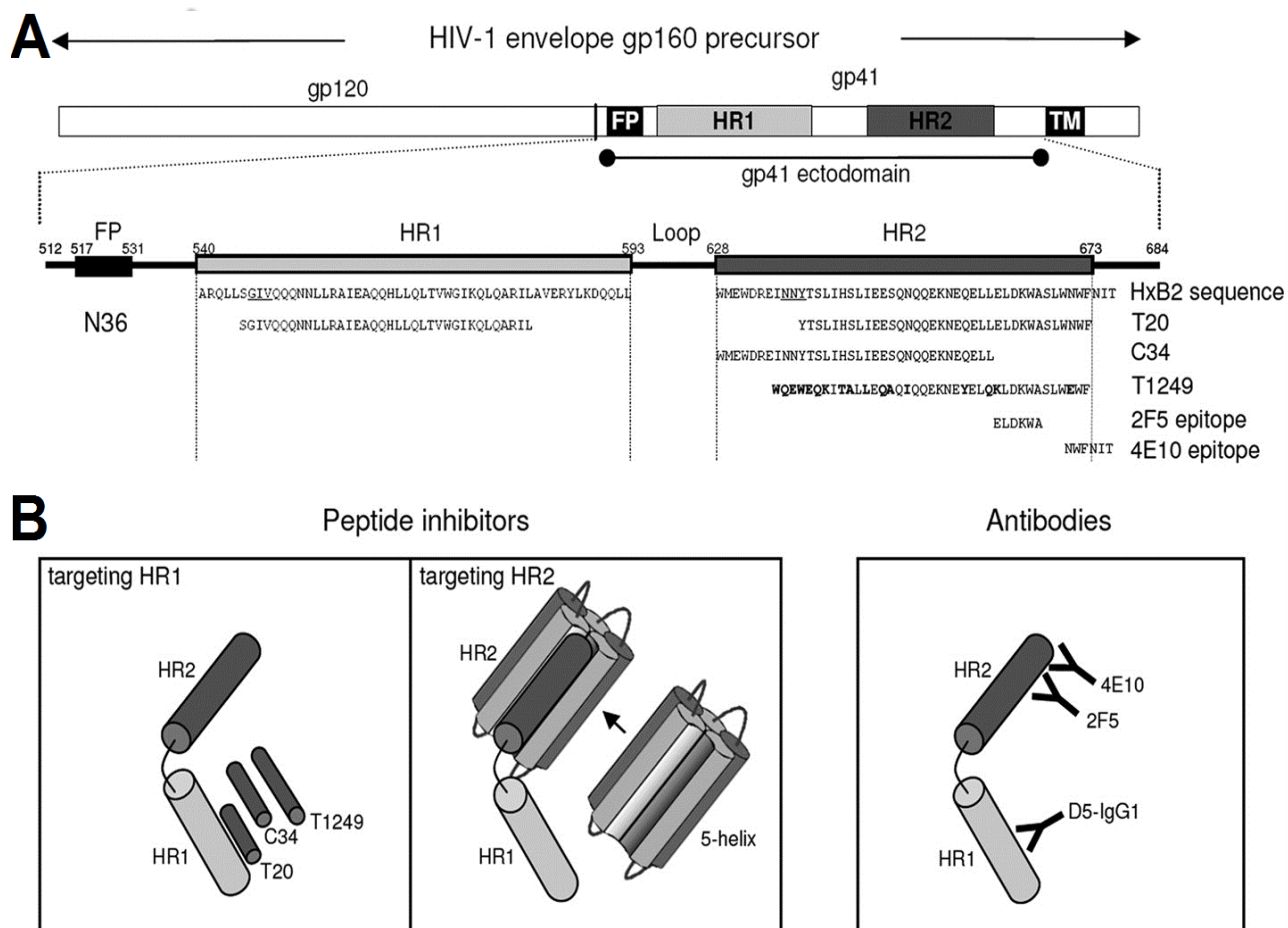 A
HIV-1 envelope gp160 precursor
gp120
gp41
FP HR1 HR2 TM
gp41 ectodomain
FP HR1 Loop HR2
512 517 531 540 593 628 673 684
ARQLLSGIVQQQNNLLRAIEAQQHLLQLTVWGIKQLQARILAVERYLKDQQLL WMEWDREINNYTSLIHSLIEESQNQQEKNEQELLELDKWASLWNWFNIT HxB2 sequence
N36 SGIVQQQNNLLRAIEAQQHLLQLTVWGIKQLQARIL YTSLIHSLIEESQNQQEKNEQELLELDKWASLWNWF T20
WMEWDREINNYTSLIHSLIEESQNQQEKNEQELL C34
WQEWEQKITALLEQAQIQQEKNEYELQKLDKWASLWEWF T1249
ELDKWA 2F5 epitope
NWFNIT 4E10 epitope
B
Peptide inhibitors
Antibodies
targeting HR1
HR2
HR1
C34
T1249
T20
targeting HR2
HR2
HR1
5-helix
HR2
4E10
2F5
D5-IgG1
HR1